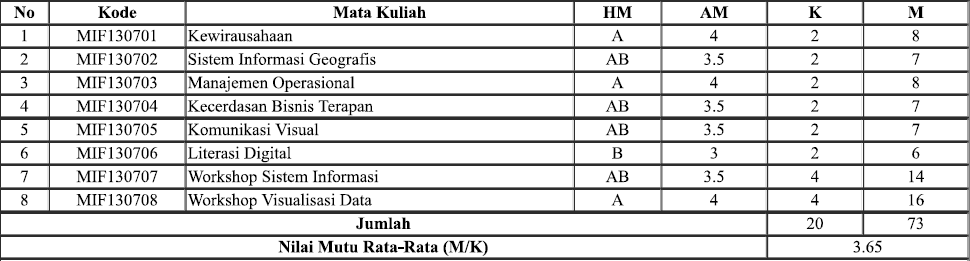 No Kode Mata Kuliah HM AM K M
1 MIF130701 Kewirausahaan A 4 2 8
2 MIF130702 Sistem Informasi Geografis AB 3.5 2 7
3 MIF130703 Manajemen Operasional A 4 2 8
4 MIF130704 Kecerdasan Bisnis Terapan AB 3.5 2 7
5 MIF130705 Komunikasi Visual AB 3.5 2 7
6 MIF130706 Literasi Digital B 3 2 6
7 MIF130707 Workshop Sistem Informasi AB 3.5 4 14
8 MIF130708 Workshop Visualisasi Data A 4 4 16
Jumlah 20 73
Nilai Mutu Rata-Rata (M/K) 3.65